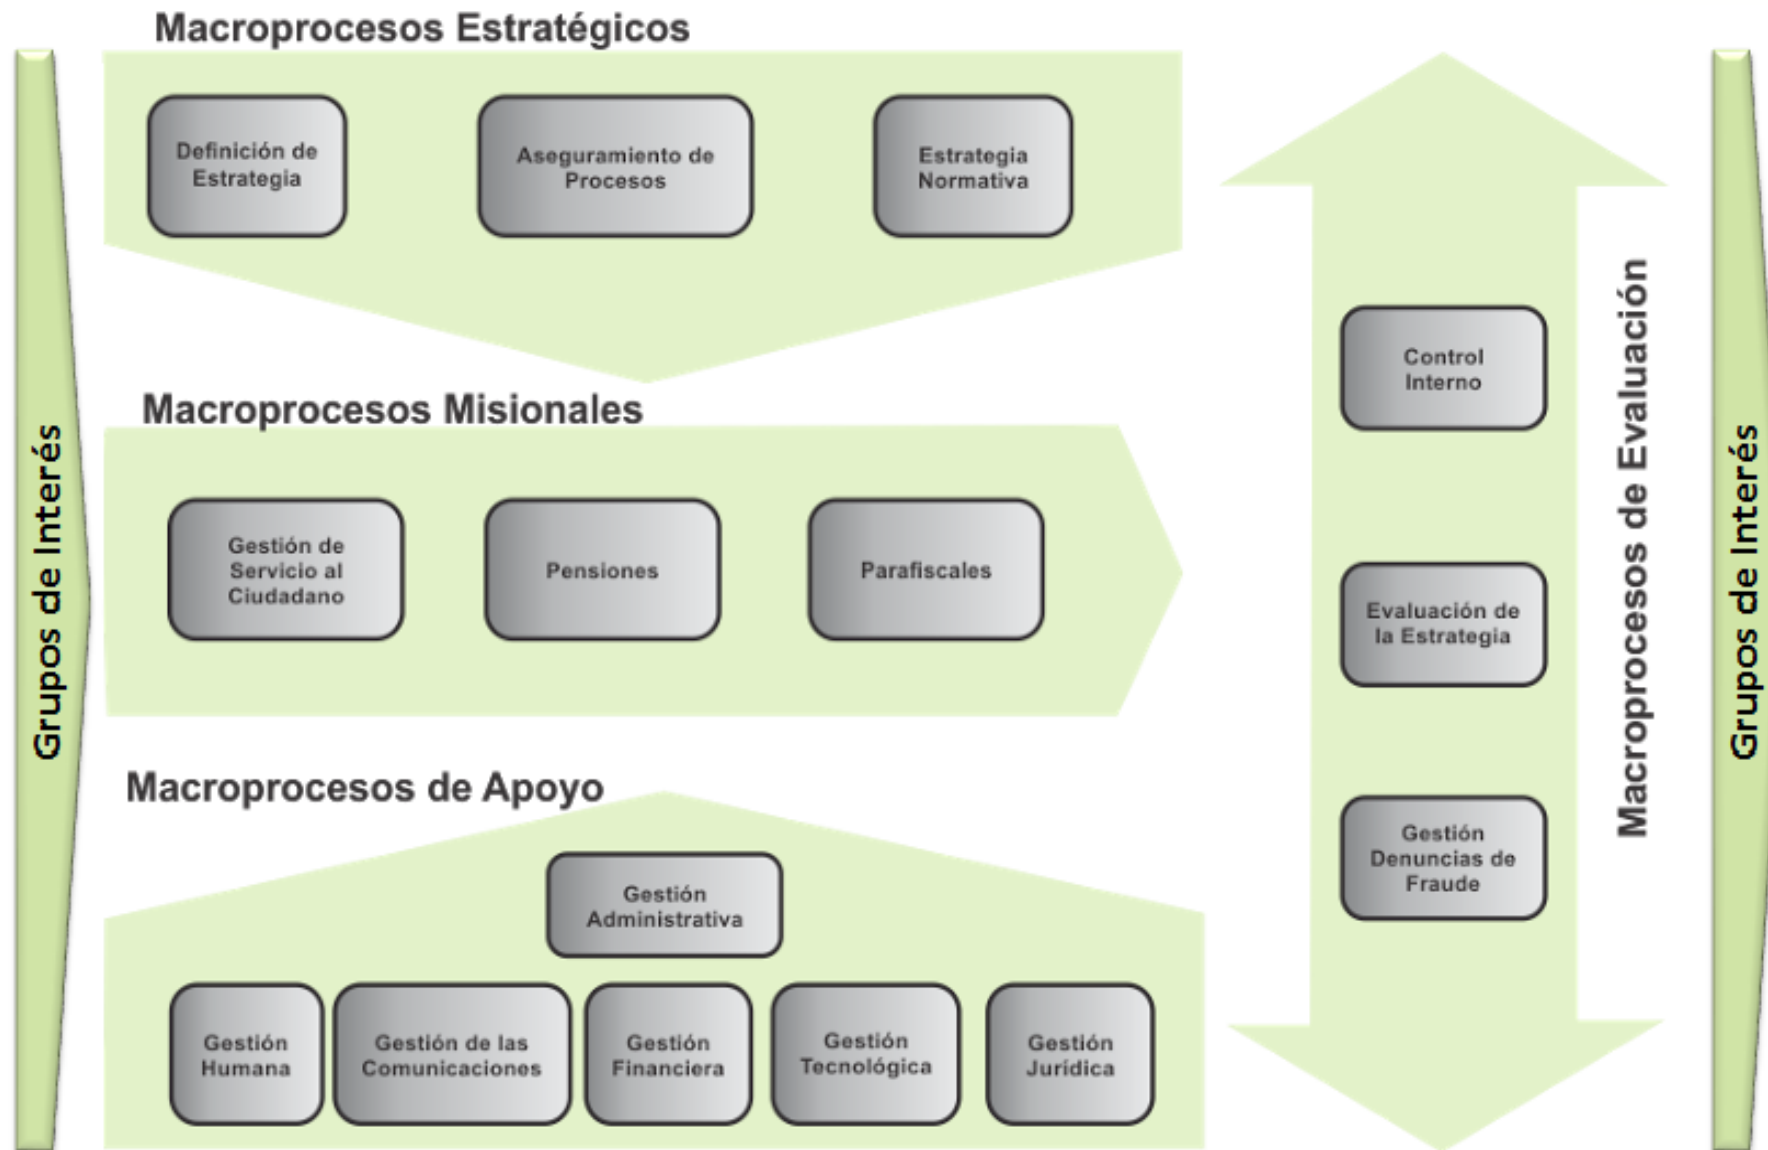 Macroprocesos Estratégicos
Definición de
Estrategia
Aseguramiento de
Procesos
Estrategia
Normativa
Macroprocesos Misionales
Gestión de
Servicio al
Ciudadano
Pensiones
Parafiscales
Macroprocesos de Apoyo
Gestión
Administrativa
Gestión
Humana
Gestión de las
Comunicaciones
Gestión
Financiera
Gestión
Tecnológica
Gestión
Jurídica
Control
Interno
Evaluación de
la Estrategia
Gestión
Denuncias de
Fraude
Macroprocesos de Evaluación
Grupos de Interés
Grupos de Interés